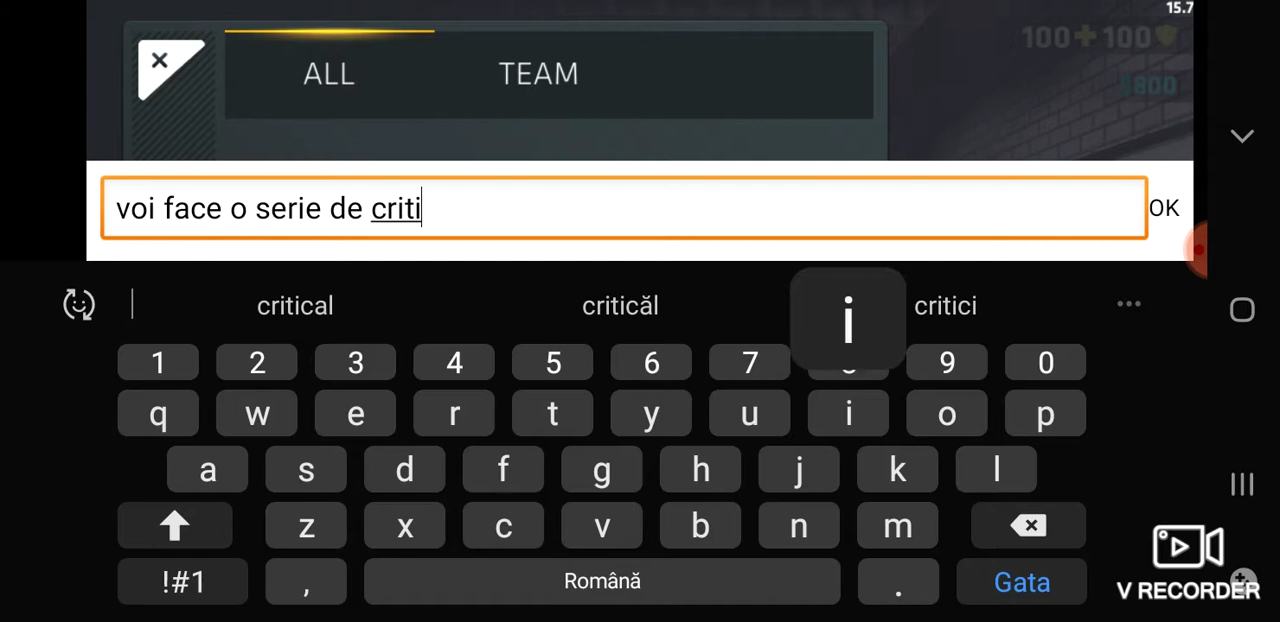 15.7
ALL TEAM
100 100
$800
voi face o serie de criti
OK
critical criticăl critici
i
1 2 3 4 5 6 7 9 0
q w e r t y u i o p
a s d f g h j k l
z x c v b n m
!#1 , Română . Gata
V RECORDER